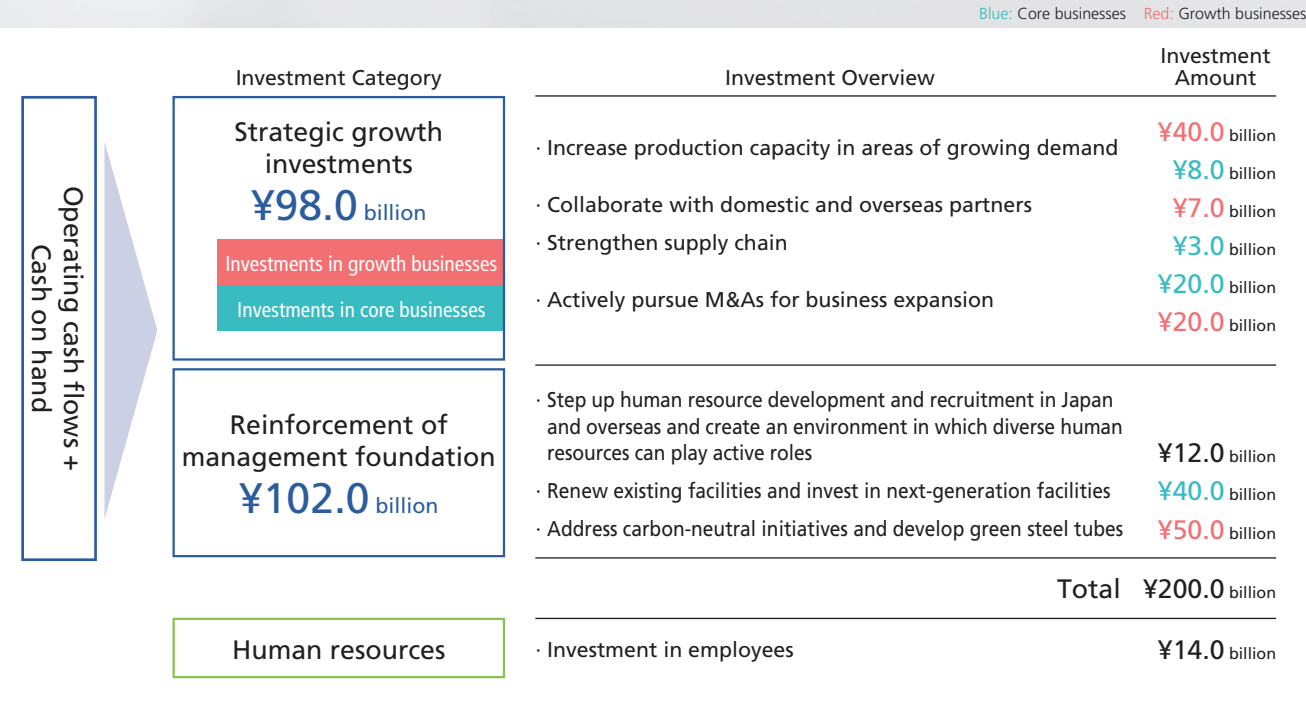 Blue: Core businesses Red: Growth businesses
Investment Category
Investment Overview
Investment
Amount
Operating cash flows +
Cash on hand
Strategic growth
investments
¥98.0 billion
Investments in growth businesses
Investments in core businesses
· Increase production capacity in areas of growing demand
¥40.0 billion
¥8.0 billion
· Collaborate with domestic and overseas partners
¥7.0 billion
· Strengthen supply chain
¥3.0 billion
· Actively pursue M&As for business expansion
¥20.0 billion
¥20.0 billion
Reinforcement of
management foundation
¥102.0 billion
· Step up human resource development and recruitment in Japan
and overseas and create an environment in which diverse human
resources can play active roles
¥12.0 billion
· Renew existing facilities and invest in next-generation facilities
¥40.0 billion
· Address carbon-neutral initiatives and develop green steel tubes
¥50.0 billion
Total ¥200.0 billion
Human resources
· Investment in employees
¥14.0 billion